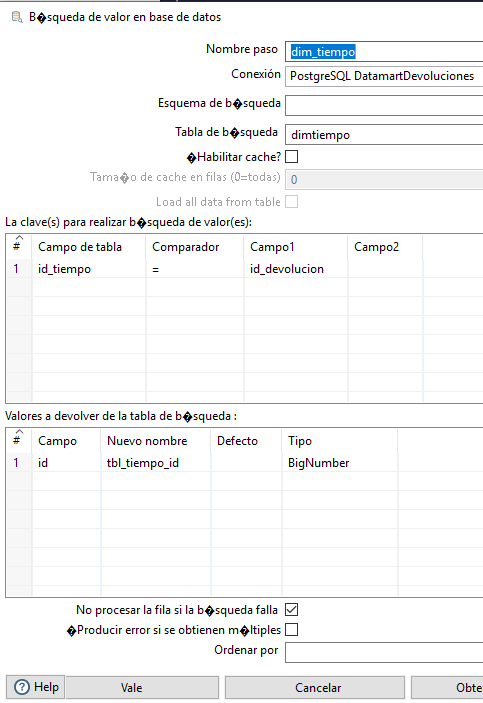 B�squeda de valor en base de datos
Nombre paso dim_tiempo
Conexión PostgreSQL DatamartDevoluciones
Esquema de b�squeda
Tabla de b�squeda dimtiempo
�Habilitar cache?
Tama�o de cache en filas (0=todas) 0
Load all data from table
La clave(s) para realizar b�squeda de valor(es):
# Campo de tabla Comparador Campo1 Campo2
1 id_tiempo = id_devolucion
Valores a devolver de la tabla de b�squeda :
# Campo Nuevo nombre Defecto Tipo
1 id tbl_tiempo_id BigNumber
No procesar la fila si la b�squeda falla
�Producir error si se obtienen m�ltiples
Ordenar por
Help Vale Cancelar Obte